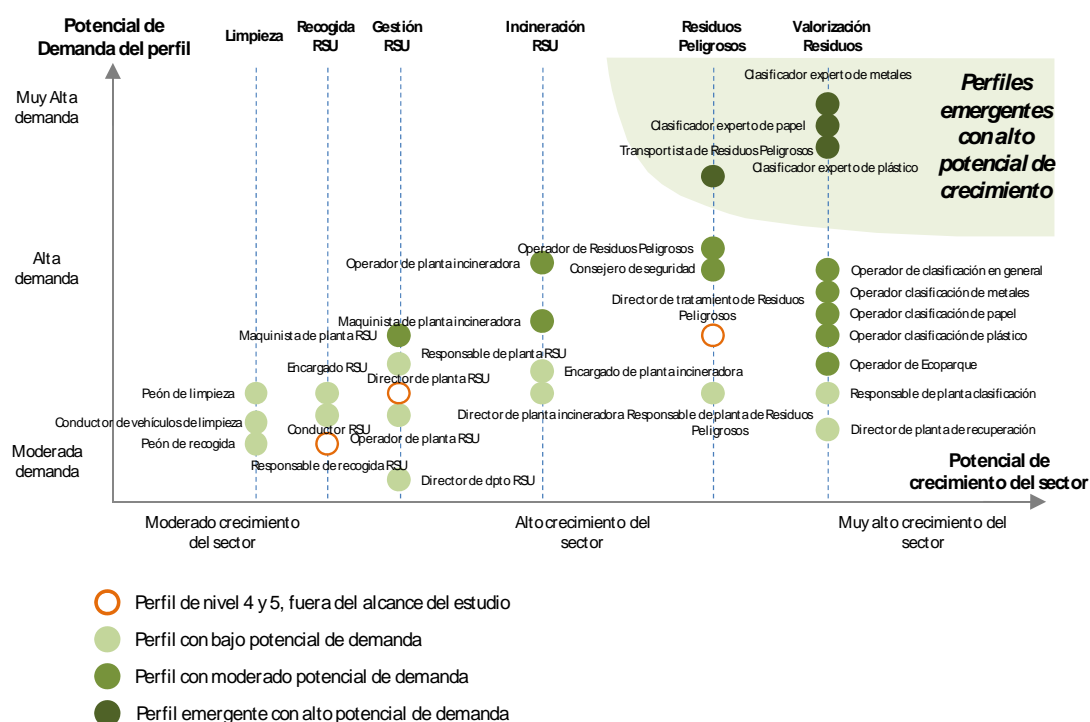 Potencial de
Demanda del perfil
Limpieza
Recogida
RSU
Gestión
RSU
Incineración
RSU
Residuos
Peligrosos
Valorización
Residuos
Muy Alta
demanda
Clasificador experto de metales
Clasificador experto de papel
Transportista de Residuos Peligrosos
Clasificador experto de plástico
Perfiles
emergentes
con alto
potencial de
crecimiento
Alta
demanda
Operador de planta incineradora
Operador de Residuos Peligrosos
Consejero de seguridad
Operador de clasificación en general
Director de tratamiento de Residuos
Peligrosos
Operador clasificación de metales
Operador clasificación de papel
Maquinista de planta incineradora
Maquinista de planta RSU
Operador clasificación de plástico
Responsable de planta RSU
Encargado RSU
Encargado de planta incineradora
Operador de Ecoparque
Director de planta RSU
Peón de limpieza
Responsable de planta clasificación
Conductor de vehículos de limpieza
Conductor RSU
Director de planta incineradora
Responsable de planta de Residuos
Peligrosos
Director de planta de recuperación
Peón de recogida
Operador de planta RSU
Moderada
demanda
Responsable de recogida RSU
Director de dpto RSU
Potencial de
crecimiento del sector
Moderado crecimiento
del sector
Alto crecimiento del
sector
Muy alto crecimiento del
sector
Perfil de nivel 4 y 5, fuera del alcance del estudio
Perfil con bajo potencial de demanda
Perfil con moderado potencial de demanda
Perfil emergente con alto potencial de demanda